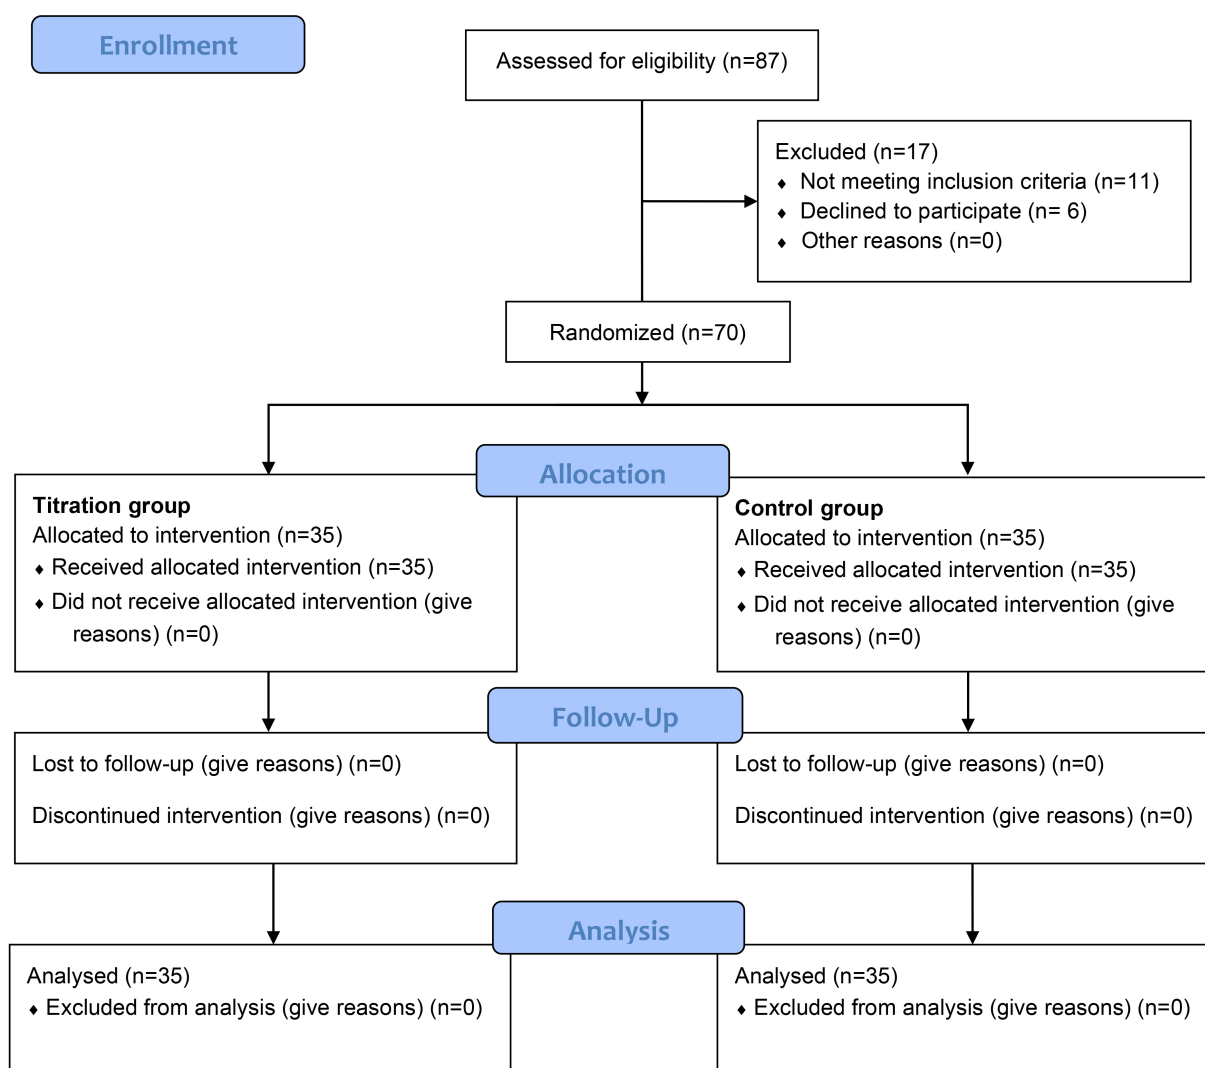 Enrollment
Assessed for eligibility (n=87)
Excluded (n=17)
♦ Not meeting inclusion criteria (n=11)
♦ Declined to participate (n= 6)
♦ Other reasons (n=0)
Randomized (n=70)
Allocation
Titration group
Allocated to intervention (n=35)
♦ Received allocated intervention (n=35)
♦ Did not receive allocated intervention (give
reasons) (n=0)
Control group
Allocated to intervention (n=35)
♦ Received allocated intervention (n=35)
♦ Did not receive allocated intervention (give
reasons) (n=0)
Follow-Up
Lost to follow-up (give reasons) (n=0)
Discontinued intervention (give reasons) (n=0)
Lost to follow-up (give reasons) (n=0)
Discontinued intervention (give reasons) (n=0)
Analysis
Analysed (n=35)
♦ Excluded from analysis (give reasons) (n=0)
Analysed (n=35)
♦ Excluded from analysis (give reasons) (n=0)